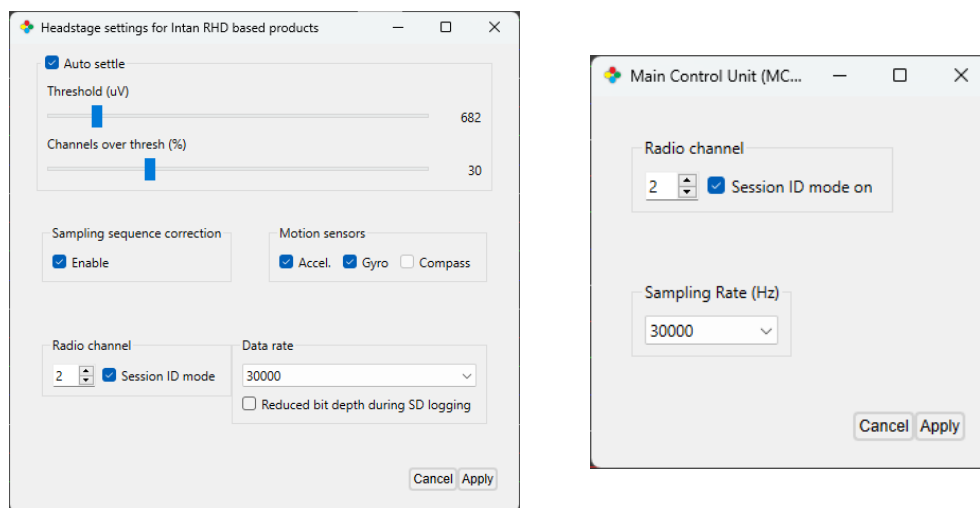 Headstage settings for Intan RHD based products
Auto settle
Threshold (uV)
682
Channels over thresh (%)
30
Sampling sequence correction
Enable
Motion sensors
Accel. Gyro Compass
Radio channel
2 Session ID mode
Data rate
30000
Reduced bit depth during SD logging
Cancel Apply
Main Control Unit (MC...
Radio channel
2 Session ID mode on
Sampling Rate (Hz)
30000
Cancel Apply